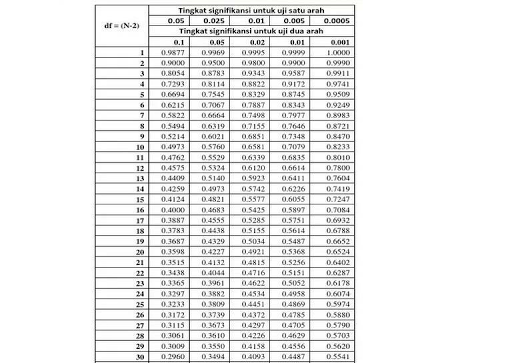 Tingkat signifikansi untuk uji satu arah
df = (N-2) 0.05 0.025 0.01 0.005 0.0005
Tingkat signifikansi untuk uji dua arah
0.1 0.05 0.02 0.01 0.001
1 0.9877 0.9969 0.9995 0.9999 1.0000
2 0.9000 0.9500 0.9800 0.9900 0.9990
3 0.8054 0.8783 0.9343 0.9587 0.9911
4 0.7293 0.8114 0.8822 0.9172 0.9741
5 0.6694 0.7545 0.8329 0.8745 0.9509
6 0.6215 0.7067 0.7887 0.8343 0.9249
7 0.5822 0.6664 0.7498 0.7977 0.8983
8 0.5494 0.6319 0.7155 0.7646 0.8721
9 0.5214 0.6021 0.6851 0.7348 0.8470
10 0.4973 0.5760 0.6581 0.7079 0.8233
11 0.4762 0.5529 0.6339 0.6835 0.8010
12 0.4575 0.5324 0.6120 0.6614 0.7800
13 0.4409 0.5140 0.5923 0.6411 0.7604
14 0.4259 0.4973 0.5742 0.6226 0.7419
15 0.4124 0.4821 0.5577 0.6055 0.7247
16 0.4000 0.4683 0.5425 0.5897 0.7084
17 0.3887 0.4555 0.5285 0.5751 0.6932
18 0.3783 0.4438 0.5155 0.5614 0.6788
19 0.3687 0.4329 0.5034 0.5487 0.6652
20 0.3598 0.4227 0.4921 0.5368 0.6524
21 0.3515 0.4132 0.4815 0.5256 0.6402
22 0.3438 0.4044 0.4716 0.5151 0.6287
23 0.3365 0.3961 0.4622 0.5052 0.6178
24 0.3297 0.3882 0.4534 0.4958 0.6074
25 0.3233 0.3809 0.4451 0.4869 0.5974
26 0.3172 0.3739 0.4372 0.4785 0.5880
27 0.3115 0.3673 0.4297 0.4705 0.5790
28 0.3061 0.3610 0.4226 0.4629 0.5703
29 0.3009 0.3550 0.4158 0.4556 0.5620
30 0.2960 0.3494 0.4093 0.4487 0.5541